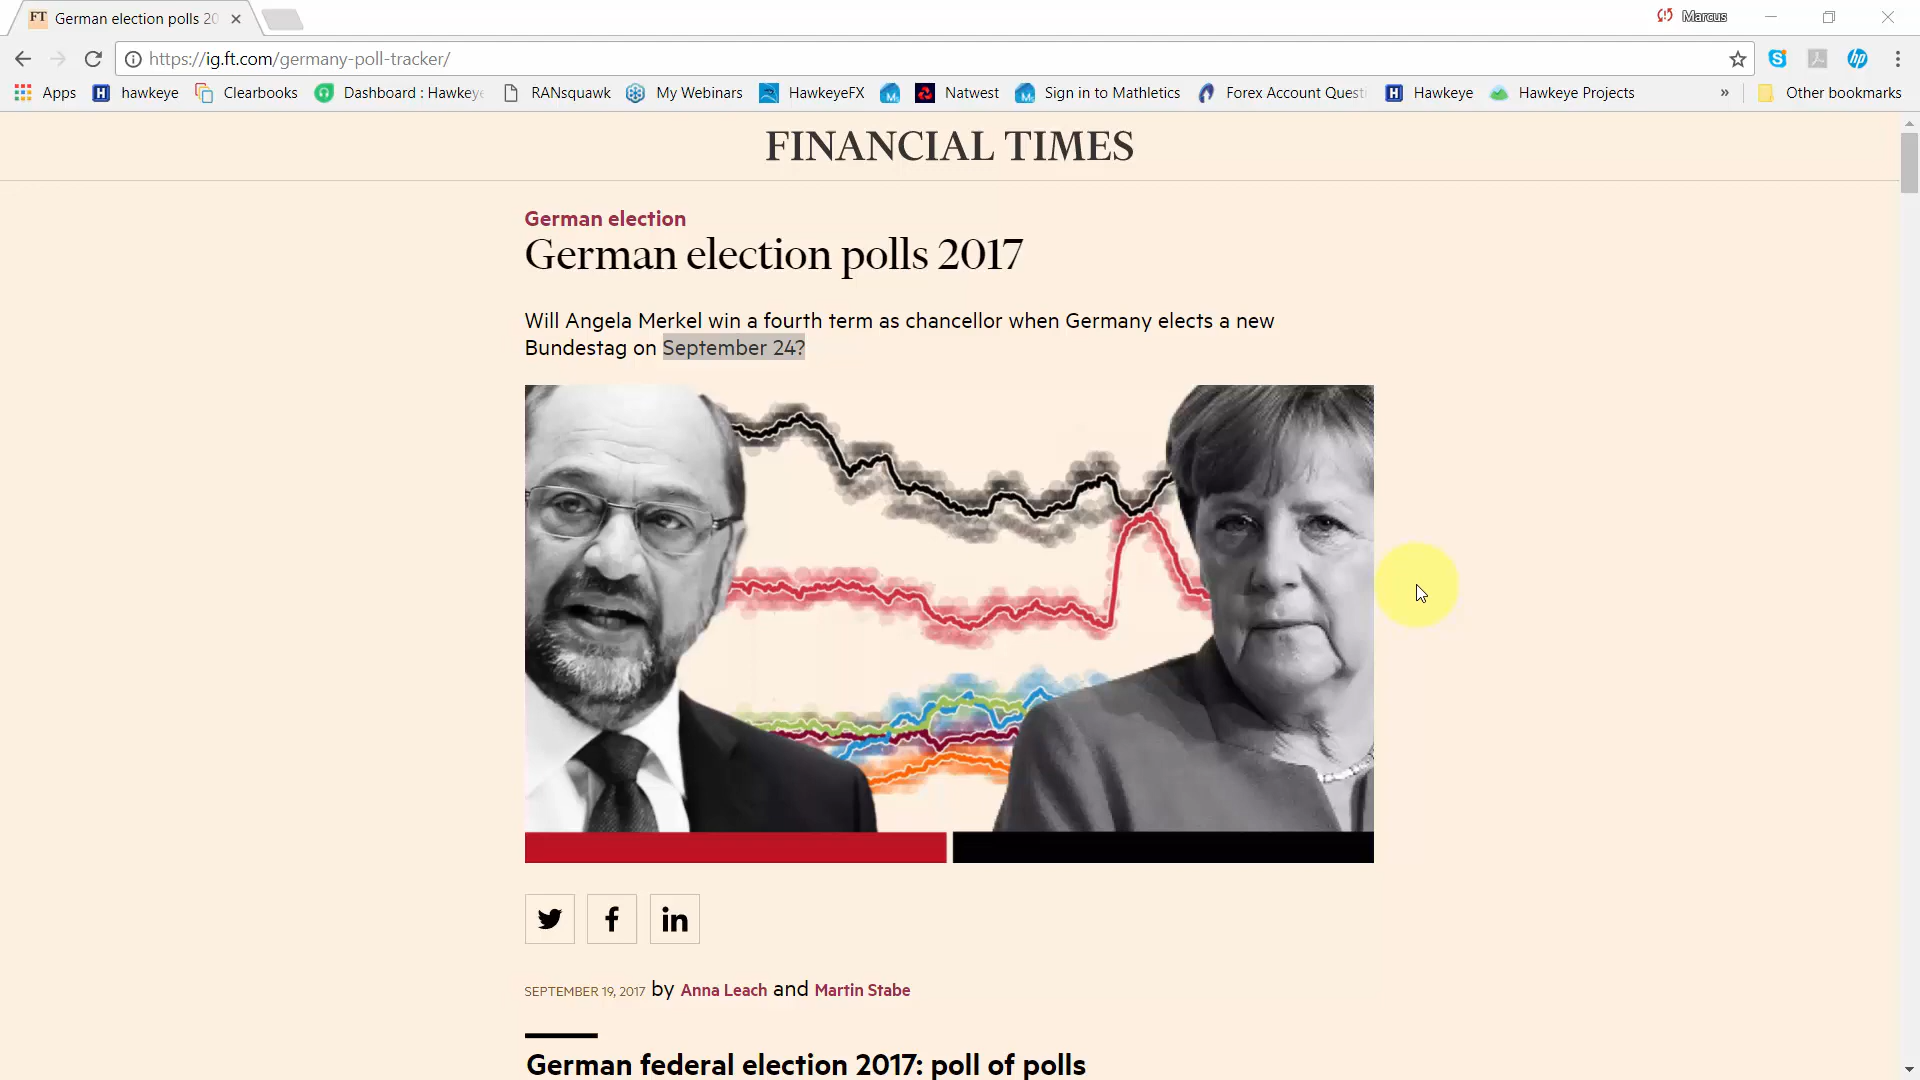 FT German election polls 20
Marcus
https://ig.ft.com/germany-poll-tracker/
Apps hawkeye Clearbooks Dashboard : Hawkeye RANsquawk My Webinars HawkeyeFX Natwest Sign in to Mathletics Forex Account Questi Hawkeye Hawkeye Projects » Other bookmarks
FINANCIAL TIMES
German election
German election polls 2017
Will Angela Merkel win a fourth term as chancellor when Germany elects a new
Bundestag on September 24?
SEPTEMBER 19, 2017 by Anna Leach and Martin Stabe
German federal election 2017: poll of polls